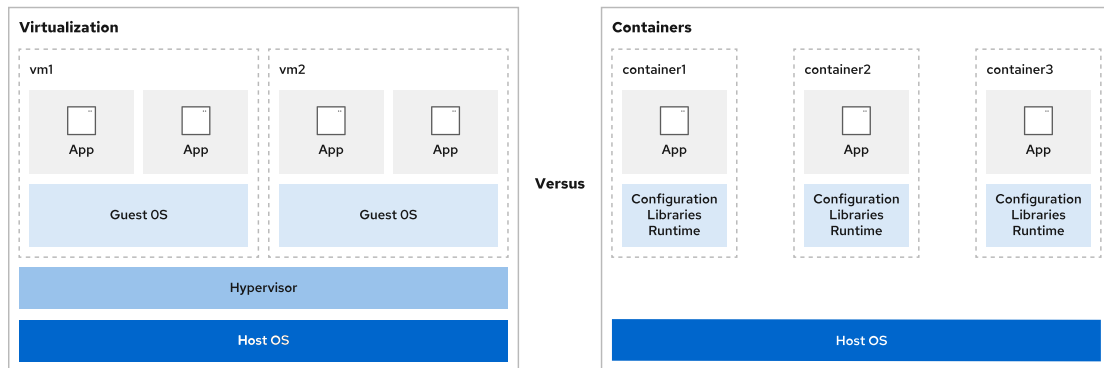 Virtualization
vm1
App
App
Guest OS
vm2
App
App
Guest OS
Hypervisor
Host OS
Versus
Containers
container1
App
Configuration
Libraries
Runtime
container2
App
Configuration
Libraries
Runtime
container3
App
Configuration
Libraries
Runtime
Host OS